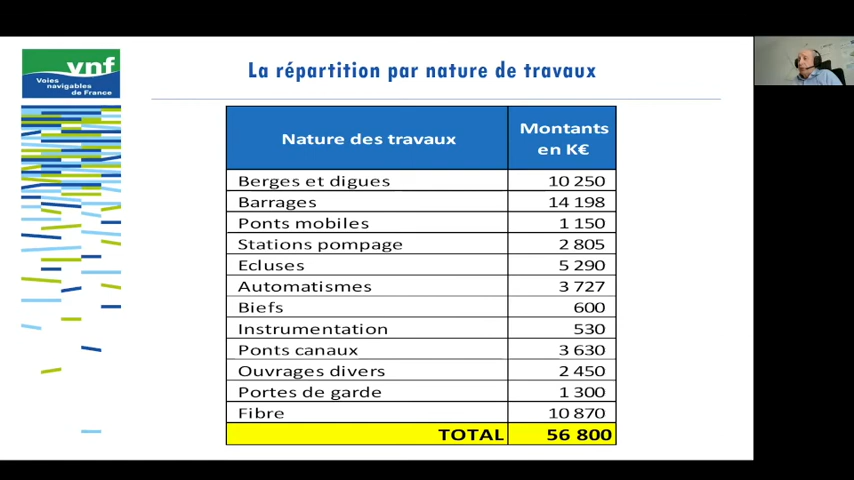 vnf
Voies
navigables
de France
La répartition par nature de travaux
Nature des travaux
Montants
en K€
Berges et digues 10 250
Barrages 14 198
Ponts mobiles 1 150
Stations pompage 2 805
Ecluses 5 290
Automatismes 3 727
Biefs 600
Instrumentation 530
Ponts canaux 3 630
Ouvrages divers 2 450
Portes de garde 1 300
Fibre 10 870
TOTAL 56 800